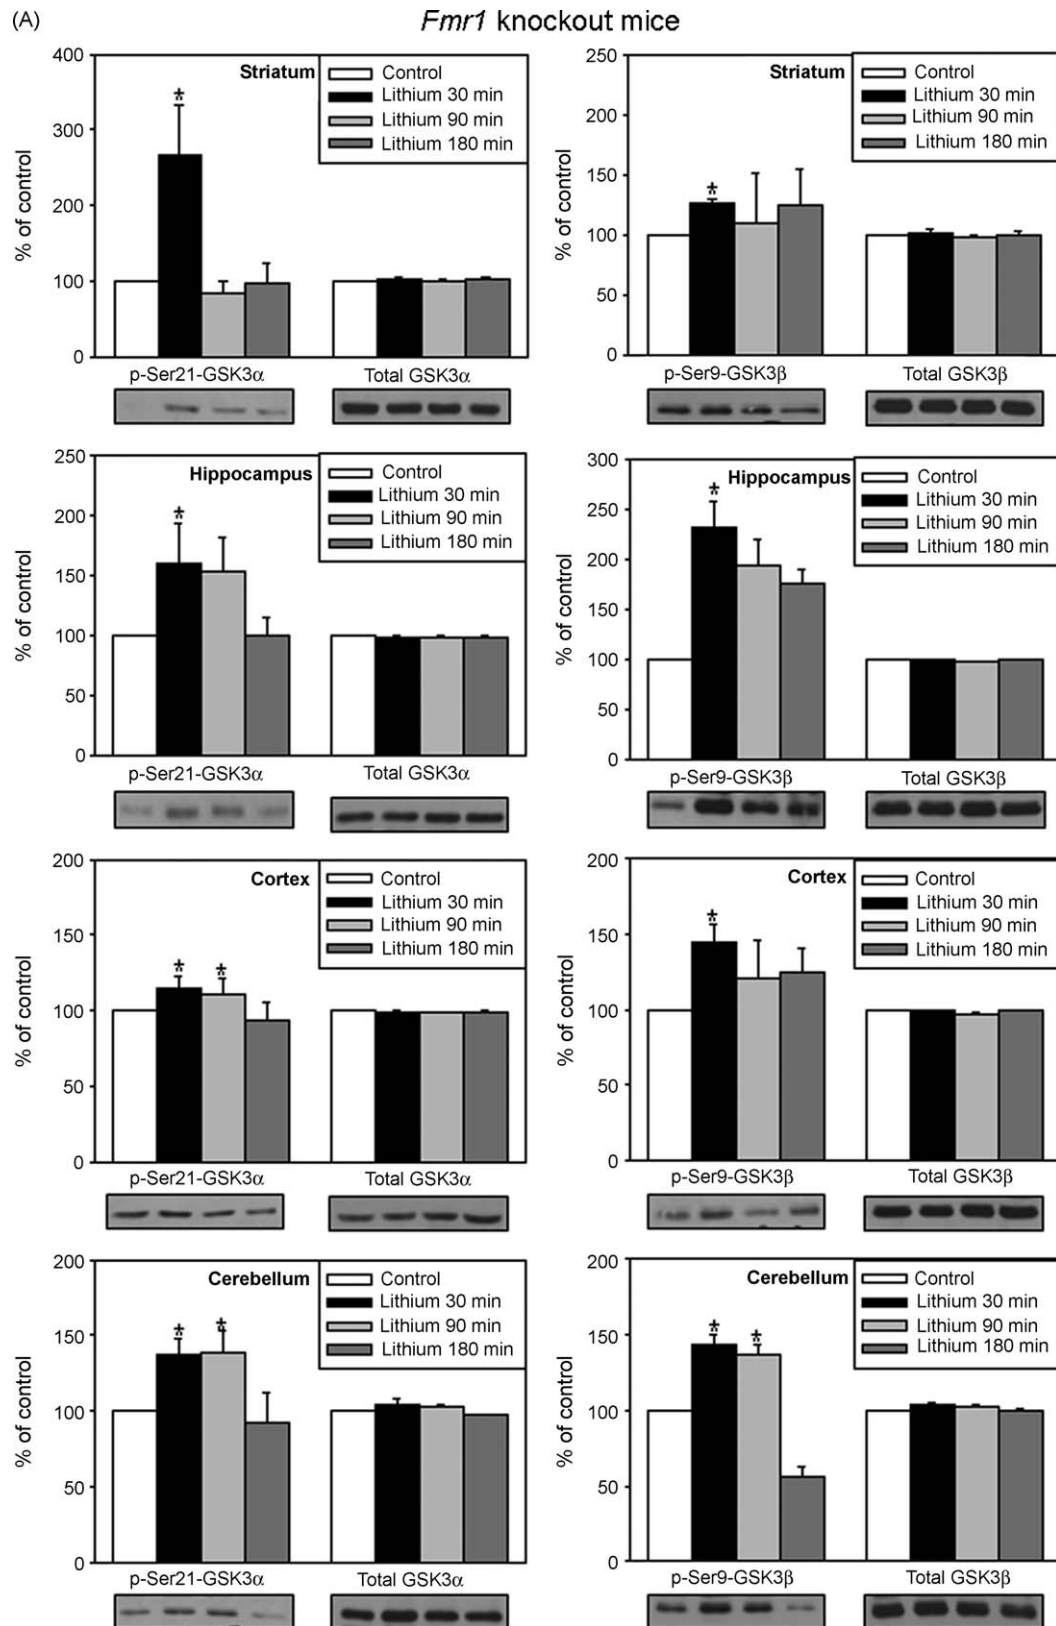 (A)
Fmr1 knockout mice
400
300
200
100
0
% of control
Striatum
*
Control
Lithium 30 min
Lithium 90 min
Lithium 180 min
p-Ser21-GSK3α
Total GSK3α
250
200
150
100
50
0
% of control
Striatum
*
Control
Lithium 30 min
Lithium 90 min
Lithium 180 min
p-Ser9-GSK3β
Total GSK3β
250
200
150
100
50
0
% of control
Hippocampus
*
Control
Lithium 30 min
Lithium 90 min
Lithium 180 min
p-Ser21-GSK3α
Total GSK3α
300
250
200
150
100
50
0
% of control
Hippocampus
*
Control
Lithium 30 min
Lithium 90 min
Lithium 180 min
p-Ser9-GSK3β
Total GSK3β
200
150
100
50
0
% of control
Cortex
* *
Control
Lithium 30 min
Lithium 90 min
Lithium 180 min
p-Ser21-GSK3α
Total GSK3α
200
150
100
50
0
% of control
Cortex
*
Control
Lithium 30 min
Lithium 90 min
Lithium 180 min
p-Ser9-GSK3β
Total GSK3β
200
150
100
50
0
% of control
Cerebellum
* *
Control
Lithium 30 min
Lithium 90 min
Lithium 180 min
p-Ser21-GSK3α
Total GSK3α
200
150
100
50
0
% of control
Cerebellum
* *
Control
Lithium 30 min
Lithium 90 min
Lithium 180 min
p-Ser9-GSK3β
Total GSK3β